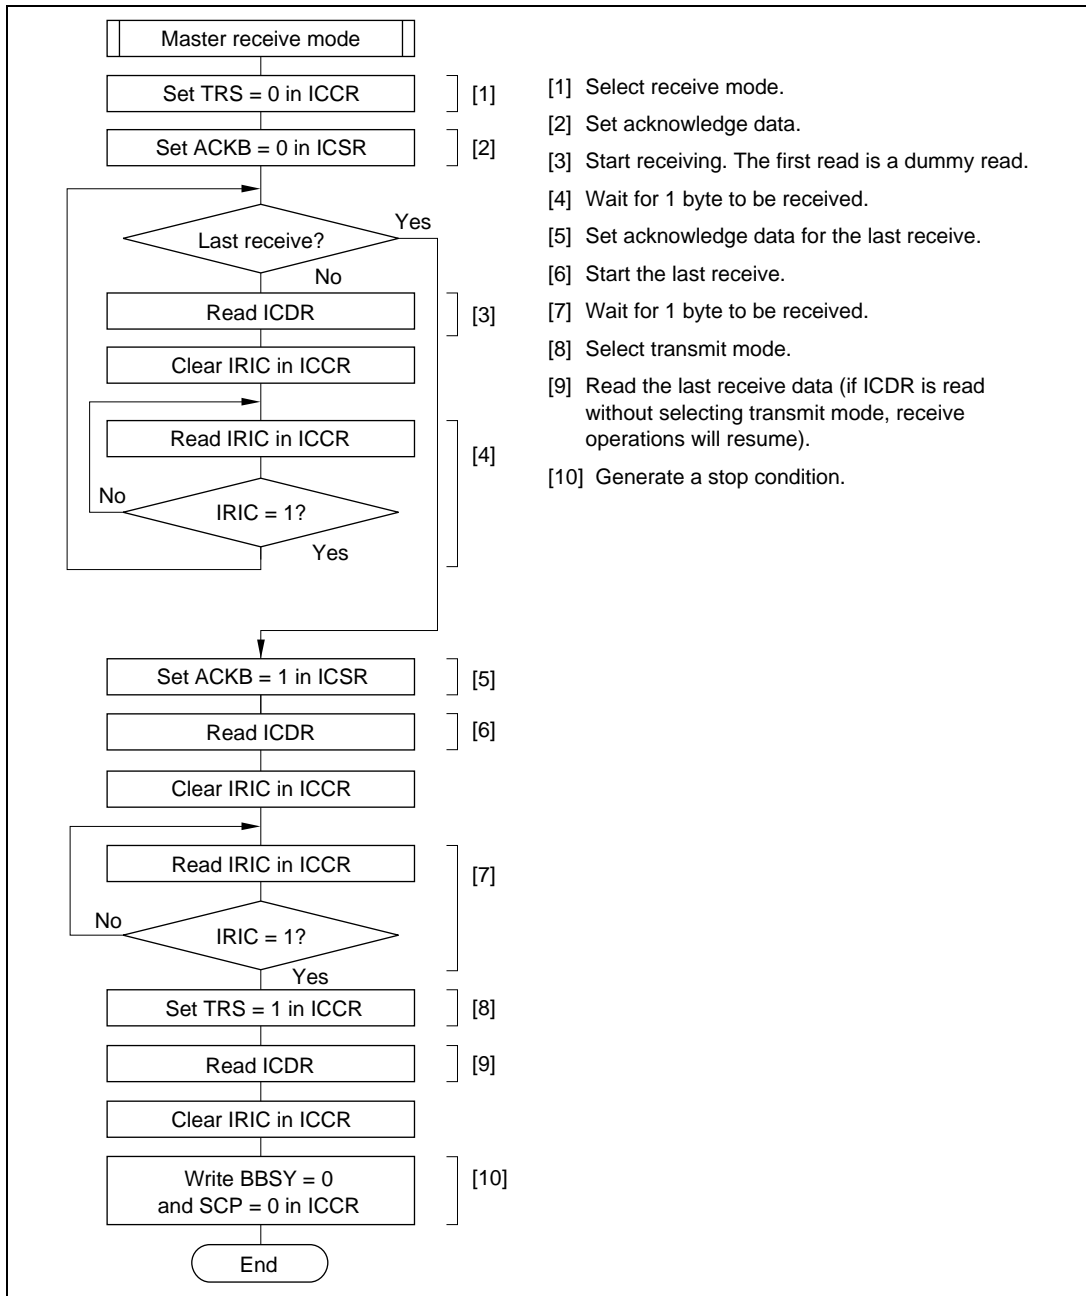 Master receive mode
Set TRS = 0 in ICCR
[1]
Set ACKB = 0 in ICSR
[2]
Last receive?
Yes
No
Read ICDR
[3]
Clear IRIC in ICCR
Read IRIC in ICCR
[4]
No
IRIC = 1?
Yes
Set ACKB = 1 in ICSR
[5]
Read ICDR
[6]
Clear IRIC in ICCR
Read IRIC in ICCR
[7]
No
IRIC = 1?
Yes
Set TRS = 1 in ICCR
[8]
Read ICDR
[9]
Clear IRIC in ICCR
Write BBSY = 0
and SCP = 0 in ICCR
[10]
End
[1] Select receive mode.
[2] Set acknowledge data.
[3] Start receiving. The first read is a dummy read.
[4] Wait for 1 byte to be received.
[5] Set acknowledge data for the last receive.
[6] Start the last receive.
[7] Wait for 1 byte to be received.
[8] Select transmit mode.
[9] Read the last receive data (if ICDR is read
without selecting transmit mode, receive
operations will resume).
[10] Generate a stop condition.